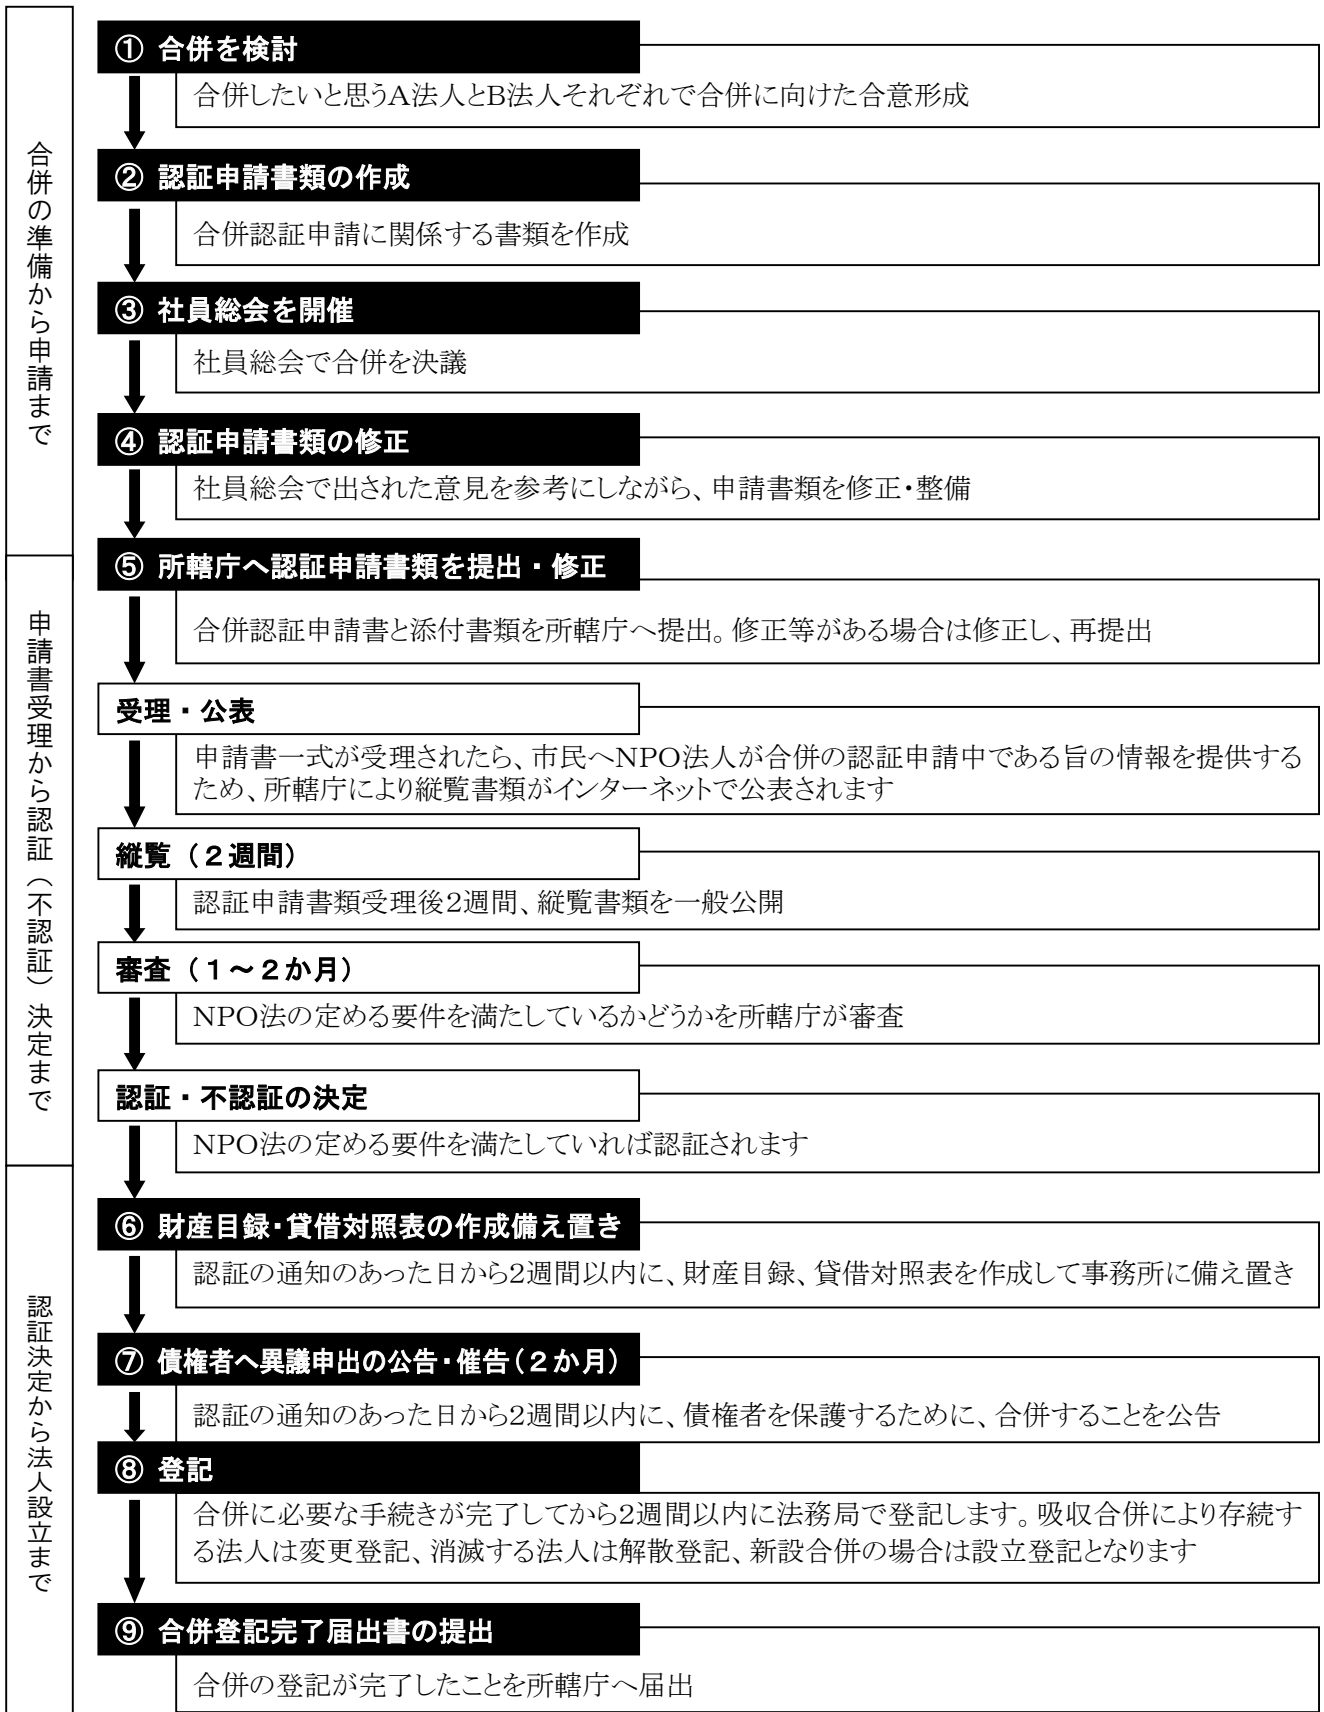 合併の準備から申請まで
① 合併を検討
合併したいと思うA法人とB法人それぞれで合併に向けた合意形成
② 認証申請書類の作成
合併認証申請に関係する書類を作成
③ 社員総会を開催
社員総会で合併を決議
④ 認証申請書類の修正
社員総会で出された意見を参考にしながら、申請書類を修正・整備
申請書受理から認証（不認証）決定まで
⑤ 所轄庁へ認証申請書類を提出・修正
合併認証申請書と添付書類を所轄庁へ提出。修正等がある場合は修正し、再提出
受理・公表
申請書一式が受理されたら、市民へNPO法人が合併の認証申請中である旨の情報を提供する
ため、所轄庁により縦覧書類がインターネットで公表されます
縦覧（２週間）
認証申請書類受理後2週間、縦覧書類を一般公開
審査（１～２か月）
NPO法の定める要件を満たしているかどうかを所轄庁が審査
認証・不認証の決定
NPO法の定める要件を満たしていれば認証されます
認証決定から法人設立まで
⑥ 財産目録・貸借対照表の作成備え置き
認証の通知のあった日から2週間以内に、財産目録、貸借対照表を作成して事務所に備え置き
⑦ 債権者へ異議申出の公告・催告（２か月）
認証の通知のあった日から2週間以内に、債権者を保護するために、合併することを公告
⑧ 登記
合併に必要な手続きが完了してから2週間以内に法務局で登記します。吸収合併により存続す
る法人は変更登記、消滅する法人は解散登記、新設合併の場合は設立登記となります
⑨ 合併登記完了届出書の提出
合併の登記が完了したことを所轄庁へ届出